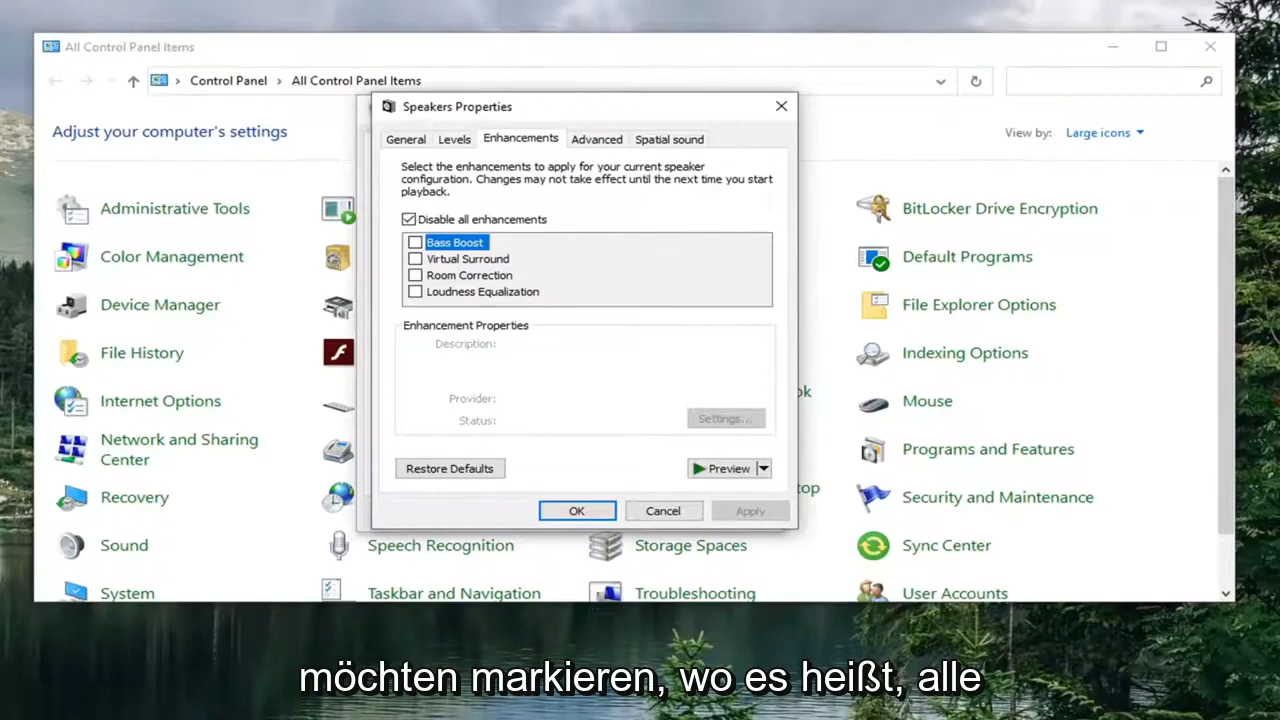 All Control Panel Items
Control Panel › All Control Panel Items
Adjust your computer's settings
View by: Large icons
Administrative Tools
Color Management
Device Manager
File History
Internet Options
Network and Sharing
Center
Recovery
Sound
System
Speakers Properties
General Levels Enhancements Advanced Spatial sound
Select the enhancements to apply for your current speaker
configuration. Changes may not take effect until the next time you start
playback.
Disable all enhancements
Bass Boost
Virtual Surround
Room Correction
Loudness Equalization
Enhancement Properties
Description:
Provider:
Status:
Settings...
Restore Defaults
Preview
OK Cancel Apply
Speech Recognition
Taskbar and Navigation
ok
top
Storage Spaces
Troubleshooting
BitLocker Drive Encryption
Default Programs
File Explorer Options
Indexing Options
Mouse
Programs and Features
Security and Maintenance
Sync Center
User Accounts
möchten markieren, wo es heißt, alle